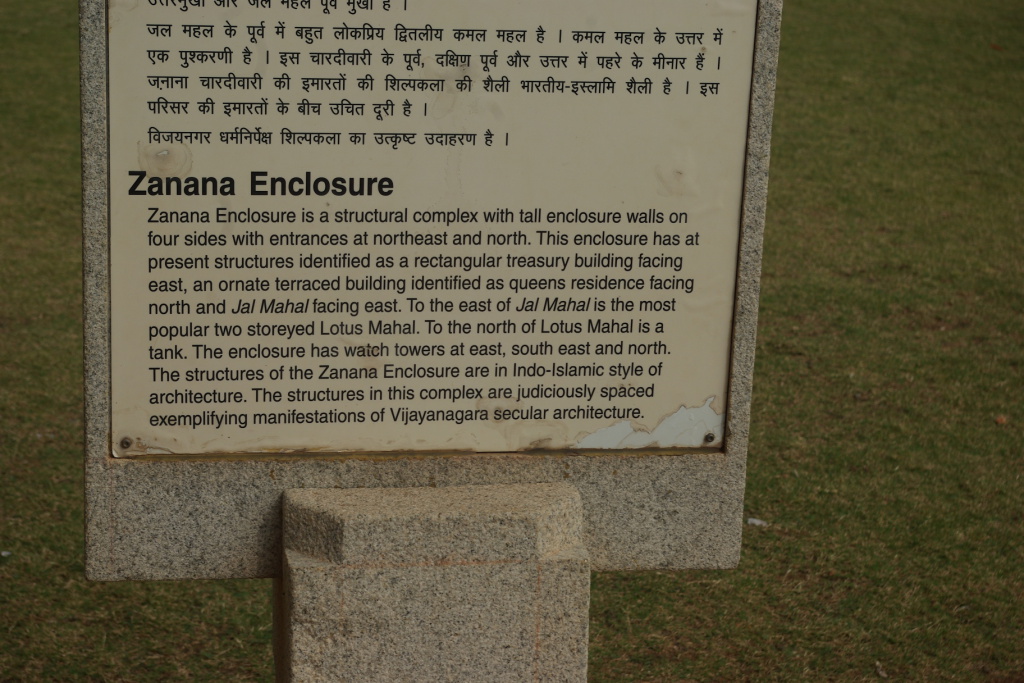 उत्तरमुखी और जल महल पूर्व मुखी है ।
जल महल के पूर्व में बहुत लोकप्रिय द्वितलीय कमल महल है । कमल महल के उत्तर में
एक पुश्करणी है । इस चारदीवारी के पूर्व, दक्षिण पूर्व और उत्तर में पहरे के मीनार हैं ।
ज़नाना चारदीवारी की इमारतों की शिल्पकला की शैली भारतीय-इस्लामि शैली है । इस
परिसर की इमारतों के बीच उचित दूरी है ।
विजयनगर धर्मनिर्पेक्ष शिल्पकला का उत्कृष्ट उदाहरण है ।
Zanana Enclosure
Zanana Enclosure is a structural complex with tall enclosure walls on
four sides with entrances at northeast and north. This enclosure has at
present structures identified as a rectangular treasury building facing
east, an ornate terraced building identified as queens residence facing
north and Jal Mahal facing east. To the east of Jal Mahal is the most
popular two storeyed Lotus Mahal. To the north of Lotus Mahal is a
tank. The enclosure has watch towers at east, south east and north.
The structures of the Zanana Enclosure are in Indo-Islamic style of
architecture. The structures in this complex are judiciously spaced
exemplifying manifestations of Vijayanagara secular architecture.